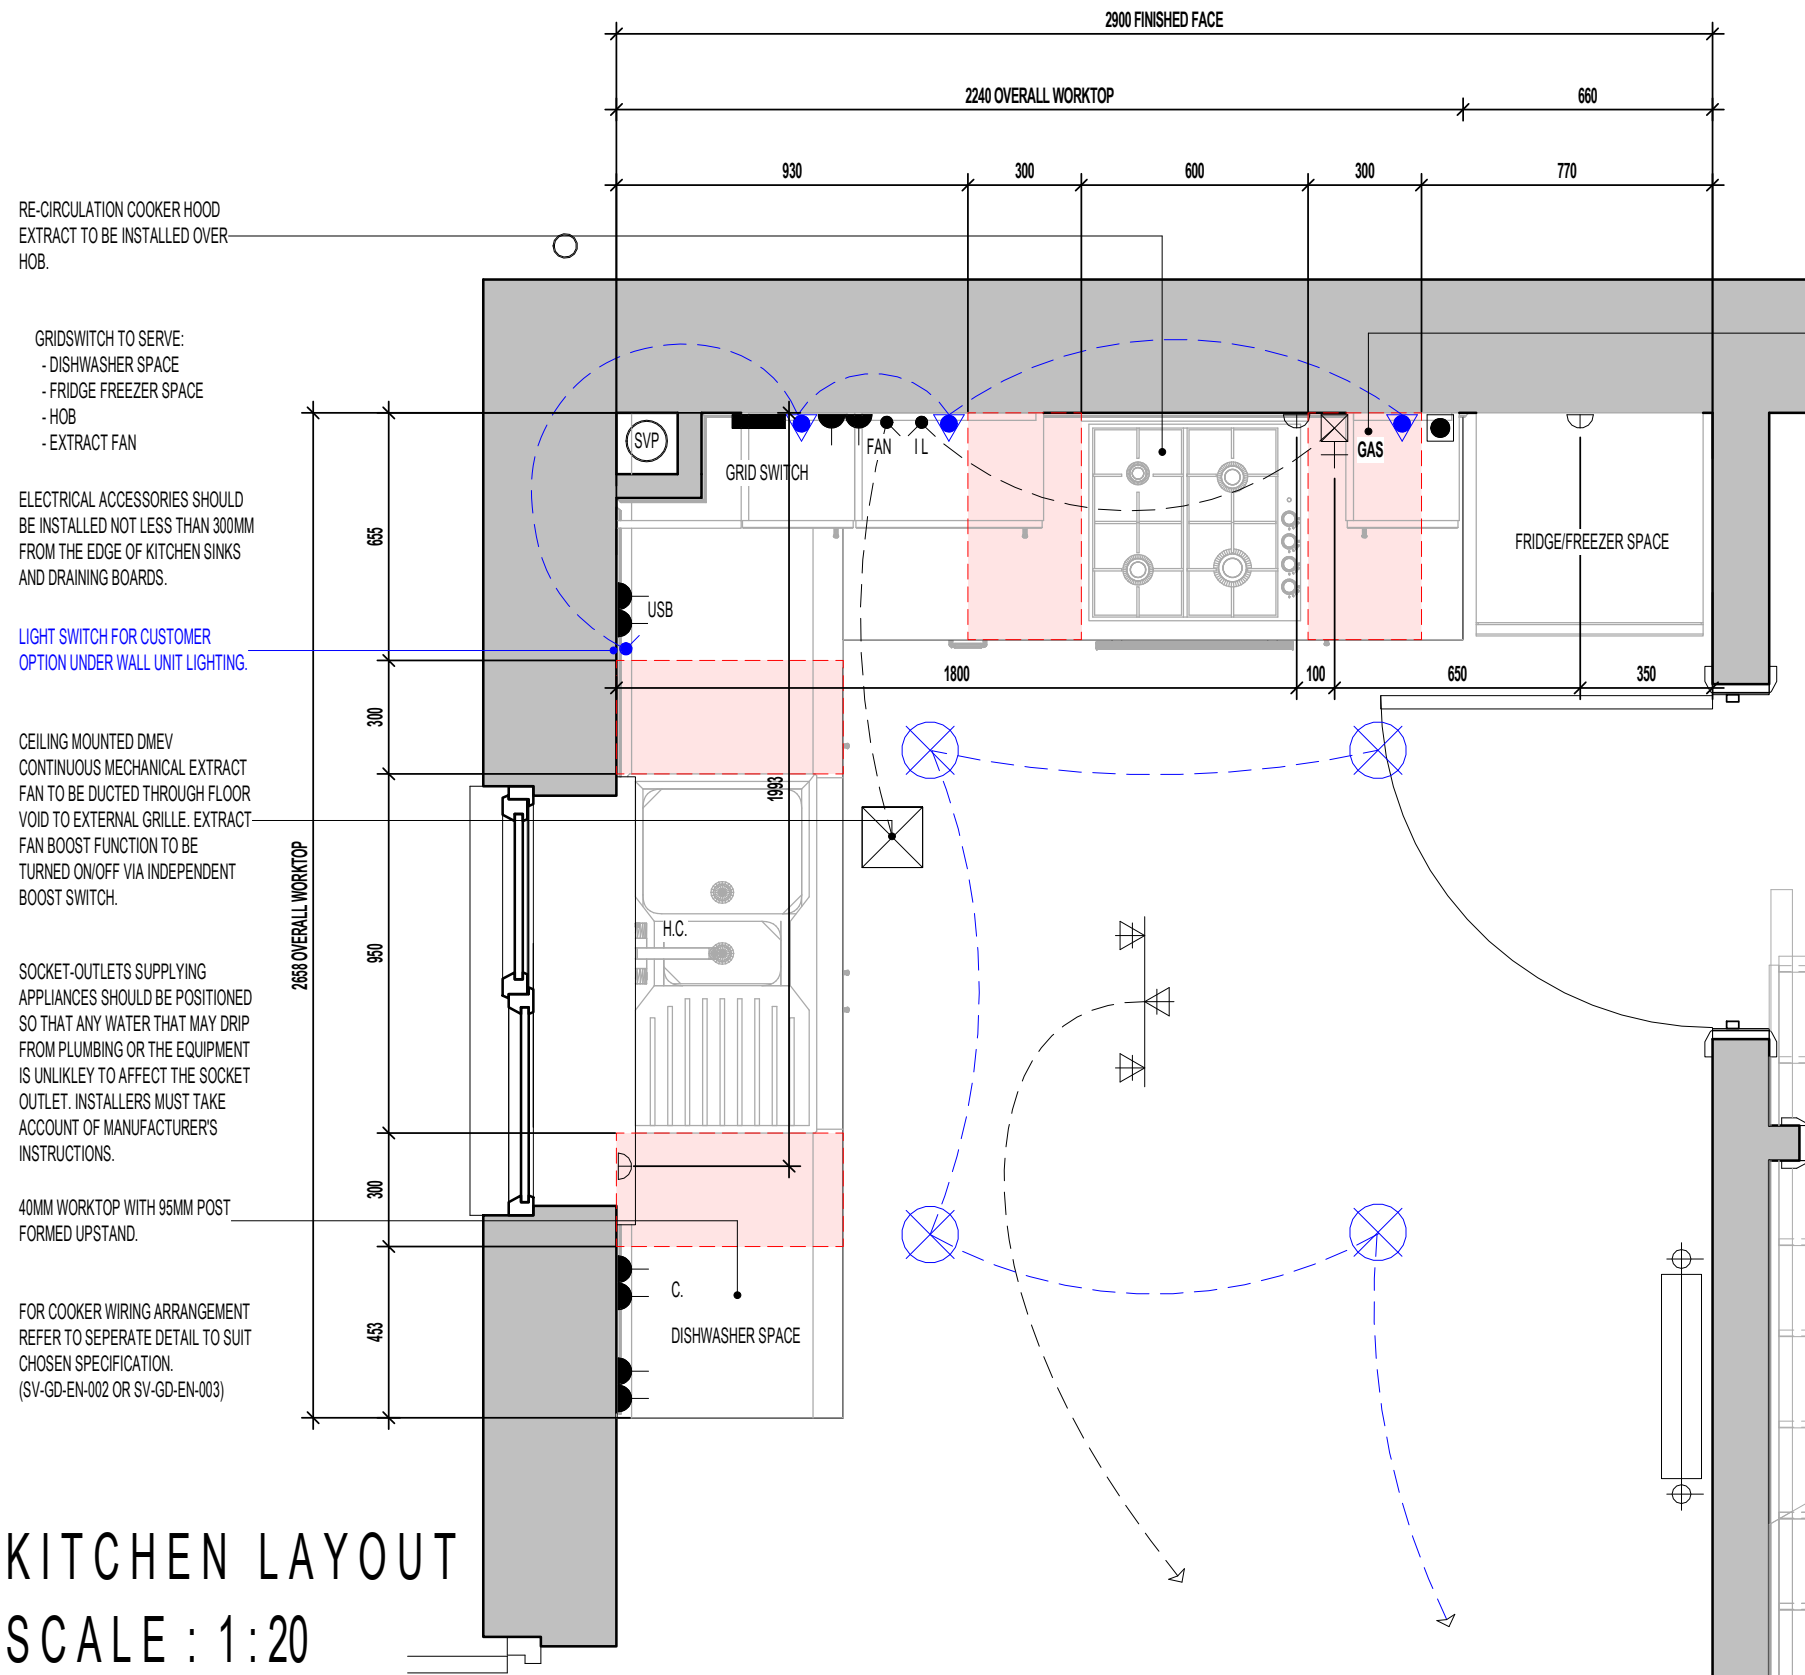 2900 FINISHED FACE
2240 OVERALL WORKTOP
660
930
300
600
300
770
RE-CIRCULATION COOKER HOOD
EXTRACT TO BE INSTALLED OVER
HOB.
GRIDSWITCH TO SERVE:
- DISHWASHER SPACE
- FRIDGE FREEZER SPACE
- HOB
- EXTRACT FAN
ELECTRICAL ACCESSORIES SHOULD
BE INSTALLED NOT LESS THAN 300MM
FROM THE EDGE OF KITCHEN SINKS
AND DRAINING BOARDS.
LIGHT SWITCH FOR CUSTOMER
OPTION UNDER WALL UNIT LIGHTING.
CEILING MOUNTED DMEV
CONTINUOUS MECHANICAL EXTRACT
FAN TO BE DUCTED THROUGH FLOOR
VOID TO EXTERNAL GRILLE. EXTRACT
FAN BOOST FUNCTION TO BE
TURNED ON/OFF VIA INDEPENDENT
BOOST SWITCH.
SOCKET-OUTLETS SUPPLYING
APPLIANCES SHOULD BE POSITIONED
SO THAT ANY WATER THAT MAY DRIP
FROM PLUMBING OR THE EQUIPMENT
IS UNLIKLEY TO AFFECT THE SOCKET
OUTLET. INSTALLERS MUST TAKE
ACCOUNT OF MANUFACTURER'S
INSTRUCTIONS.
40MM WORKTOP WITH 95MM POST
FORMED UPSTAND.
FOR COOKER WIRING ARRANGEMENT
REFER TO SEPERATE DETAIL TO SUIT
CHOSEN SPECIFICATION.
(SV-GD-EN-002 OR SV-GD-EN-003)
2658 OVERALL WORKTOP
655
300
950
300
453
SVP
GRID SWITCH
FAN
IL
GAS
FRIDGE/FREEZER SPACE
USB
1800
100
650
350
1993
H.C.
C.
DISHWASHER SPACE
KITCHEN LAYOUT
SCALE : 1:20